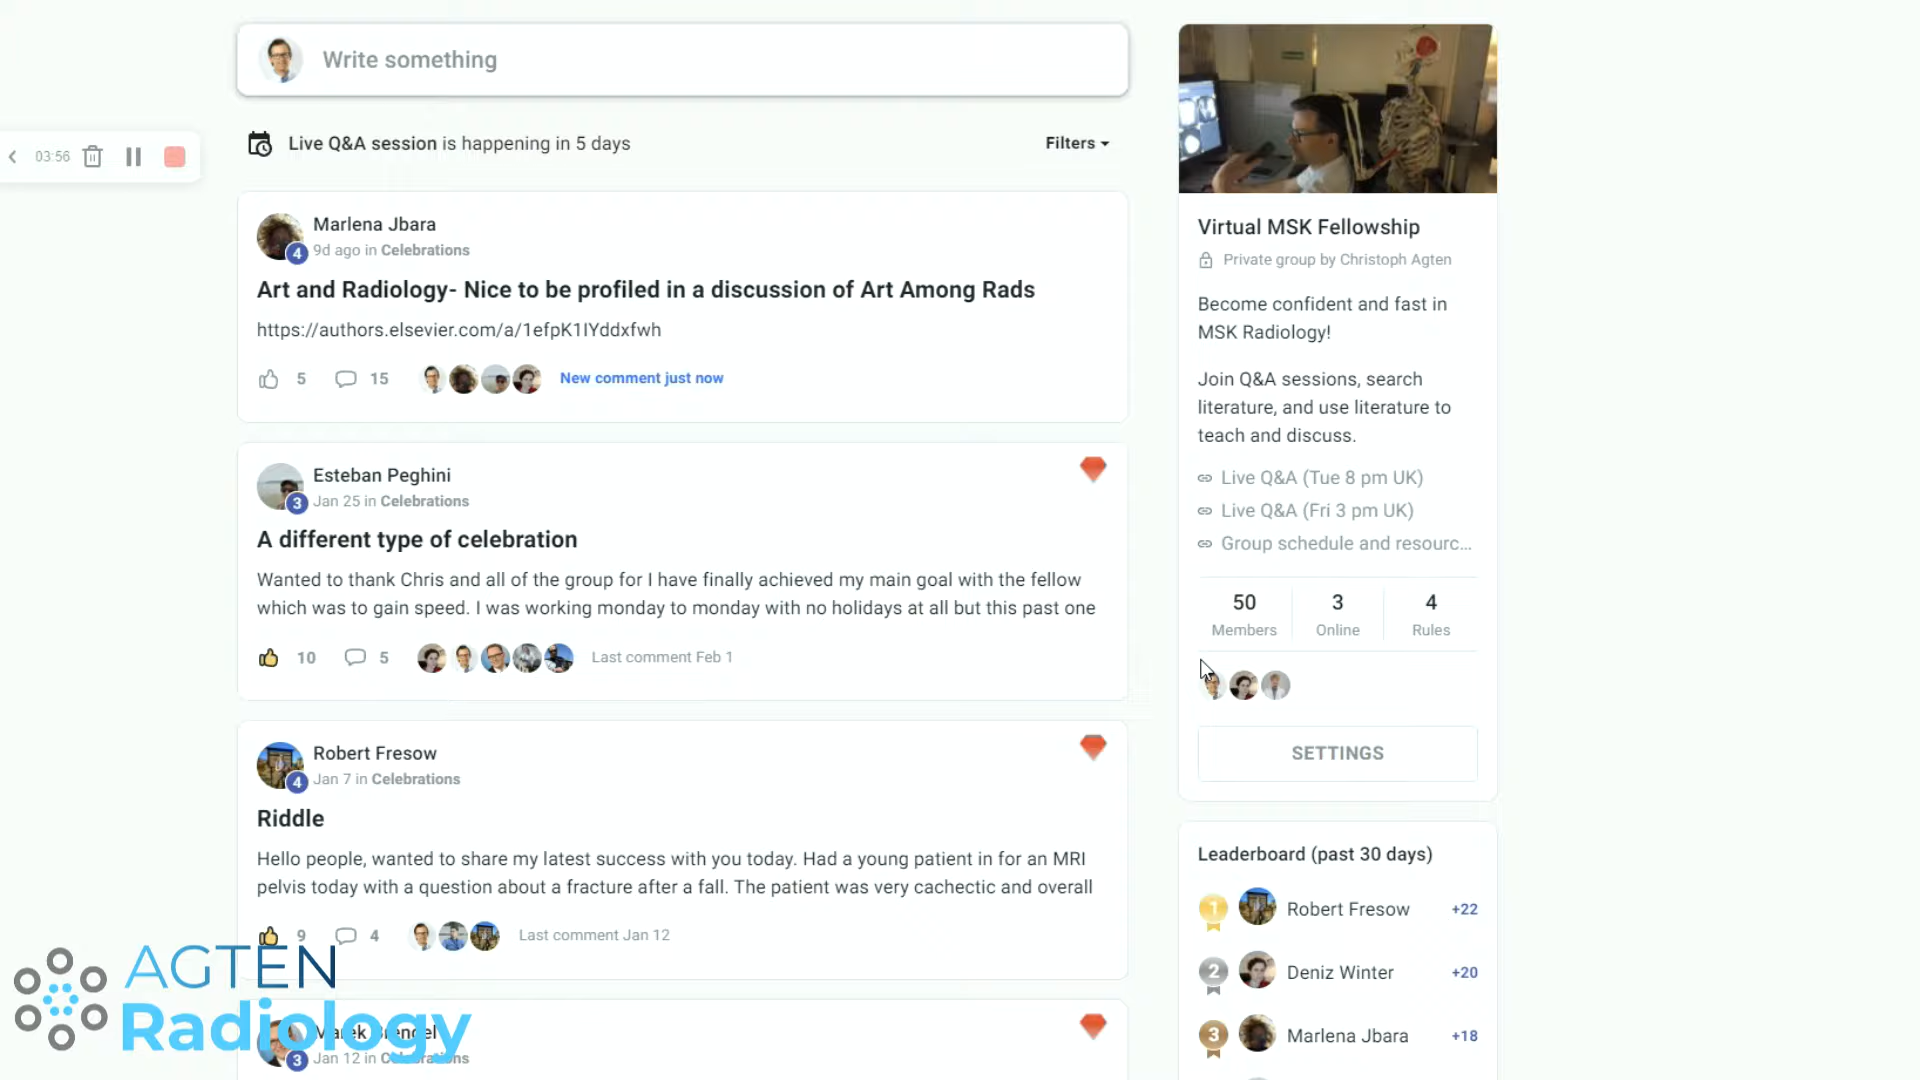 Write something
Live Q&A session is happening in 5 days
Filters
03:56
Marlena Jbara
4
9d ago in Celebrations
Art and Radiology- Nice to be profiled in a discussion of Art Among Rads
https://authors.elsevier.com/a/1efpK1IYddxfwh
5
15
New comment just now
Esteban Peghini
3
Jan 25 in Celebrations
A different type of celebration
Wanted to thank Chris and all of the group for I have finally achieved my main goal with the fellow
which was to gain speed. I was working monday to monday with no holidays at all but this past one
10
5
Last comment Feb 1
Robert Fresow
4
Jan 7 in Celebrations
Riddle
Hello people, wanted to share my latest success with you today. Had a young patient in for an MRI
pelvis today with a question about a fracture after a fall. The patient was very cachectic and overall
9
4
Last comment Jan 12
Marek Brendel
3
Jan 12 in Celebrations
AGTEN
Radiology
Virtual MSK Fellowship
Private group by Christoph Agten
Become confident and fast in
MSK Radiology!
Join Q&A sessions, search
literature, and use literature to
teach and discuss.
Live Q&A (Tue 8 pm UK)
Live Q&A (Fri 3 pm UK)
Group schedule and resourc...
50
3
4
Members
Online
Rules
SETTINGS
Leaderboard (past 30 days)
1
Robert Fresow
+22
2
Deniz Winter
+20
3
Marlena Jbara
+18